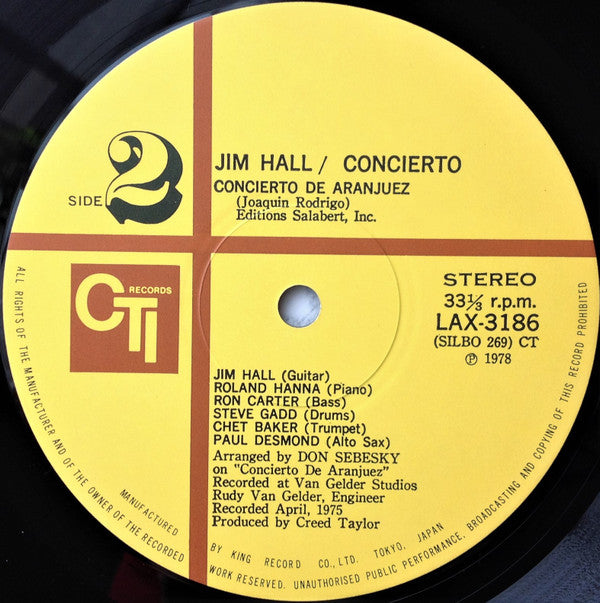 SIDE 2
JIM HALL / CONCIERTO
CONCIERTO DE ARANJUEZ
(Joaquin Rodrigo)
Editions Salabert, Inc.
CTI RECORDS
STEREO
33⅓ r.p.m.
LAX-3186
(SILBO 269) CT
Ⓟ 1978
JIM HALL (Guitar)
ROLAND HANNA (Piano)
RON CARTER (Bass)
STEVE GADD (Drums)
CHET BAKER (Trumpet)
PAUL DESMOND (Alto Sax)
Arranged by DON SEBESKY
on "Concierto De Aranjuez"
Recorded at Van Gelder Studios
Rudy Van Gelder, Engineer
Recorded April, 1975
Produced by Creed Taylor
MANUFACTURED BY KING RECORD CO., LTD. TOKYO, JAPAN
ALL RIGHTS OF THE MANUFACTURER AND OF THE OWNER OF THE RECORDED WORK RESERVED. UNAUTHORISED PUBLIC PERFORMANCE, BROADCASTING AND COPYING OF THIS RECORD PROHIBITED